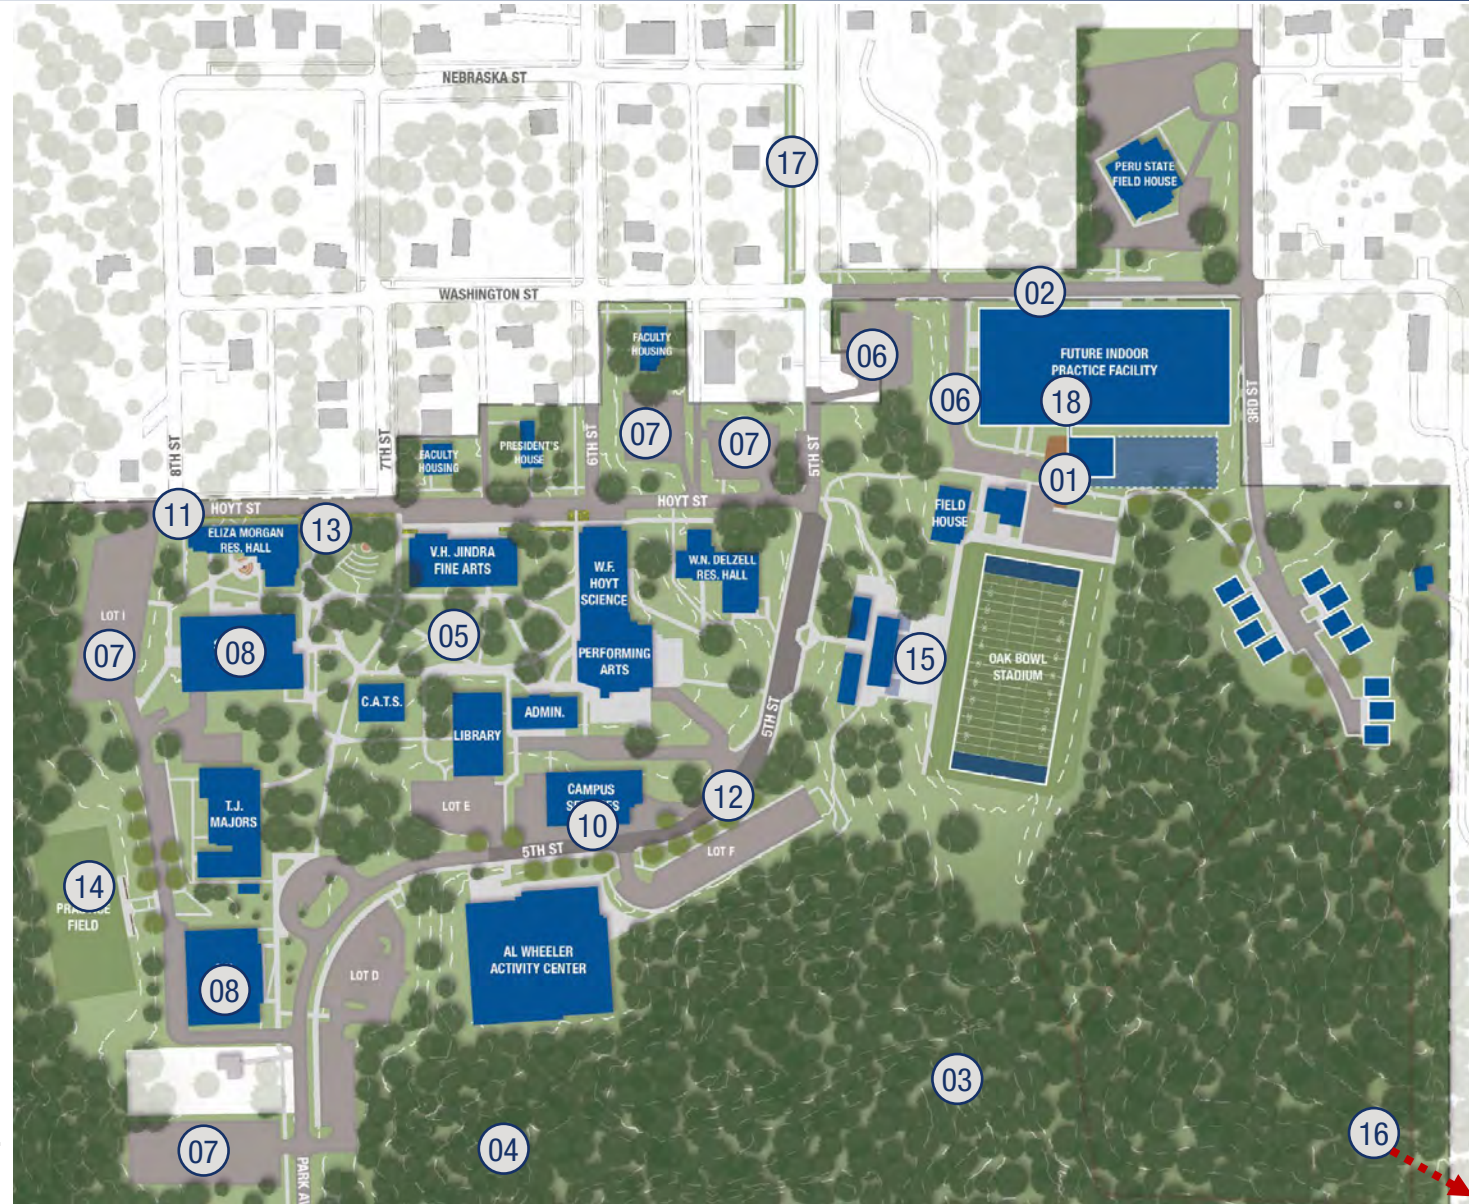 NEBRASKA ST
17
PERU STATE
FIELD HOUSE
WASHINGTON ST
02
FACULTY
HOUSING
06
FUTURE INDOOR
PRACTICE FACILITY
06
18
3RD ST
8TH ST
7TH ST
FACULTY
HOUSING
PRESIDENT'S
HOUSE
6TH ST
07
07
5TH ST
01
HOYT ST
HOYT ST
11
13
ELIZA MORGAN
RES. HALL
V.H. JINDRA
FINE ARTS
W.F.
HOYT
SCIENCE
W.N. DELZELL
RES. HALL
FIELD
HOUSE
LOT I
07
08
05
PERFORMING
ARTS
15
OAK BOWL
STADIUM
C.A.T.S.
LIBRARY
ADMIN.
5TH ST
T.J.
MAJORS
LOT E
CAMPUS
10
12
5TH ST
LOT F
14
FIELD
AL WHEELER
ACTIVITY CENTER
08
LOT D
03
07
04
16
PARK